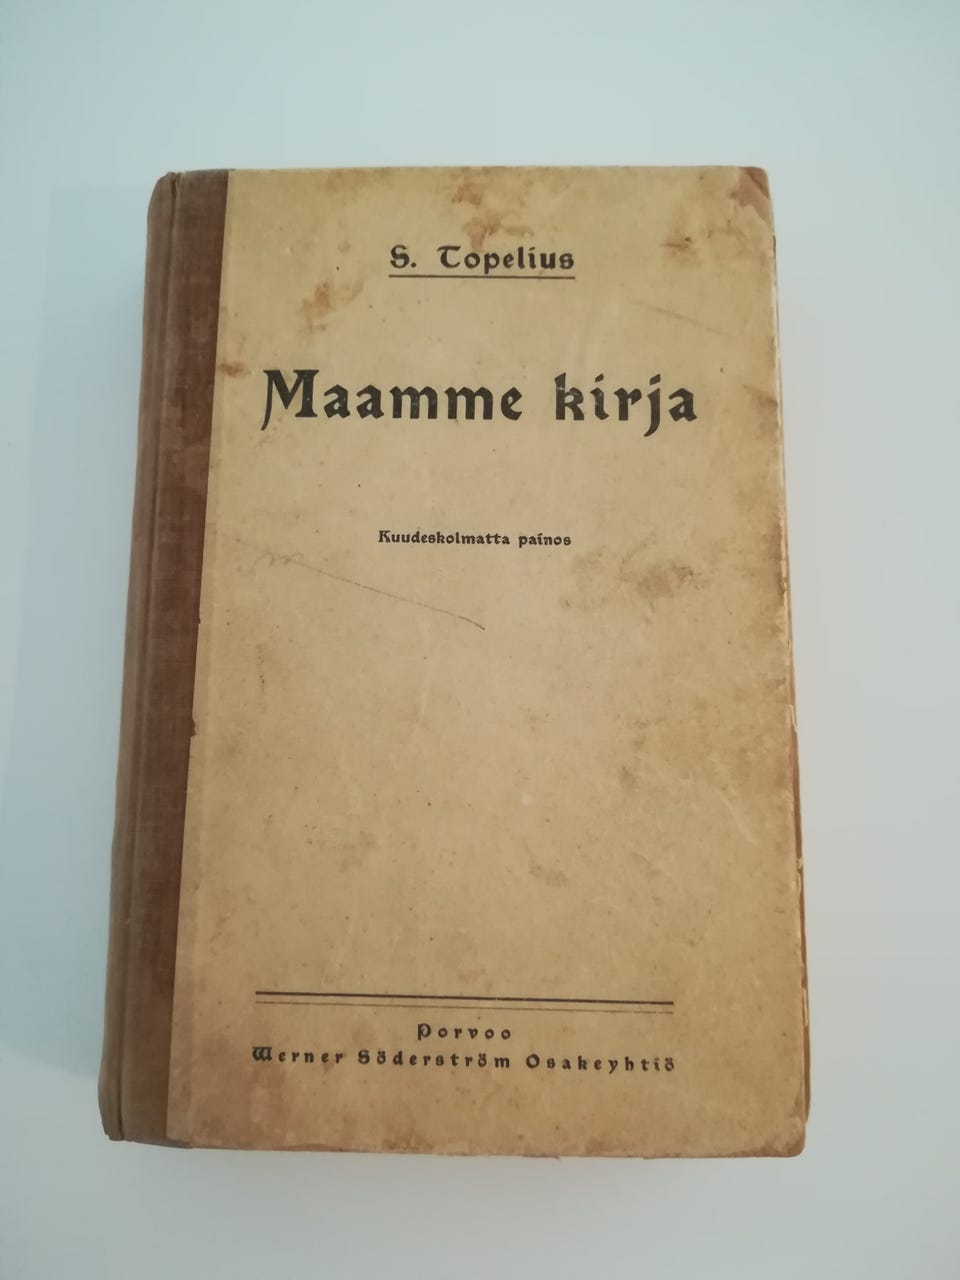 S. Topelius
Maamme kirja
Kuudeskolmatta painos
Porvoo
Werner Söderström Osakeyhtiö